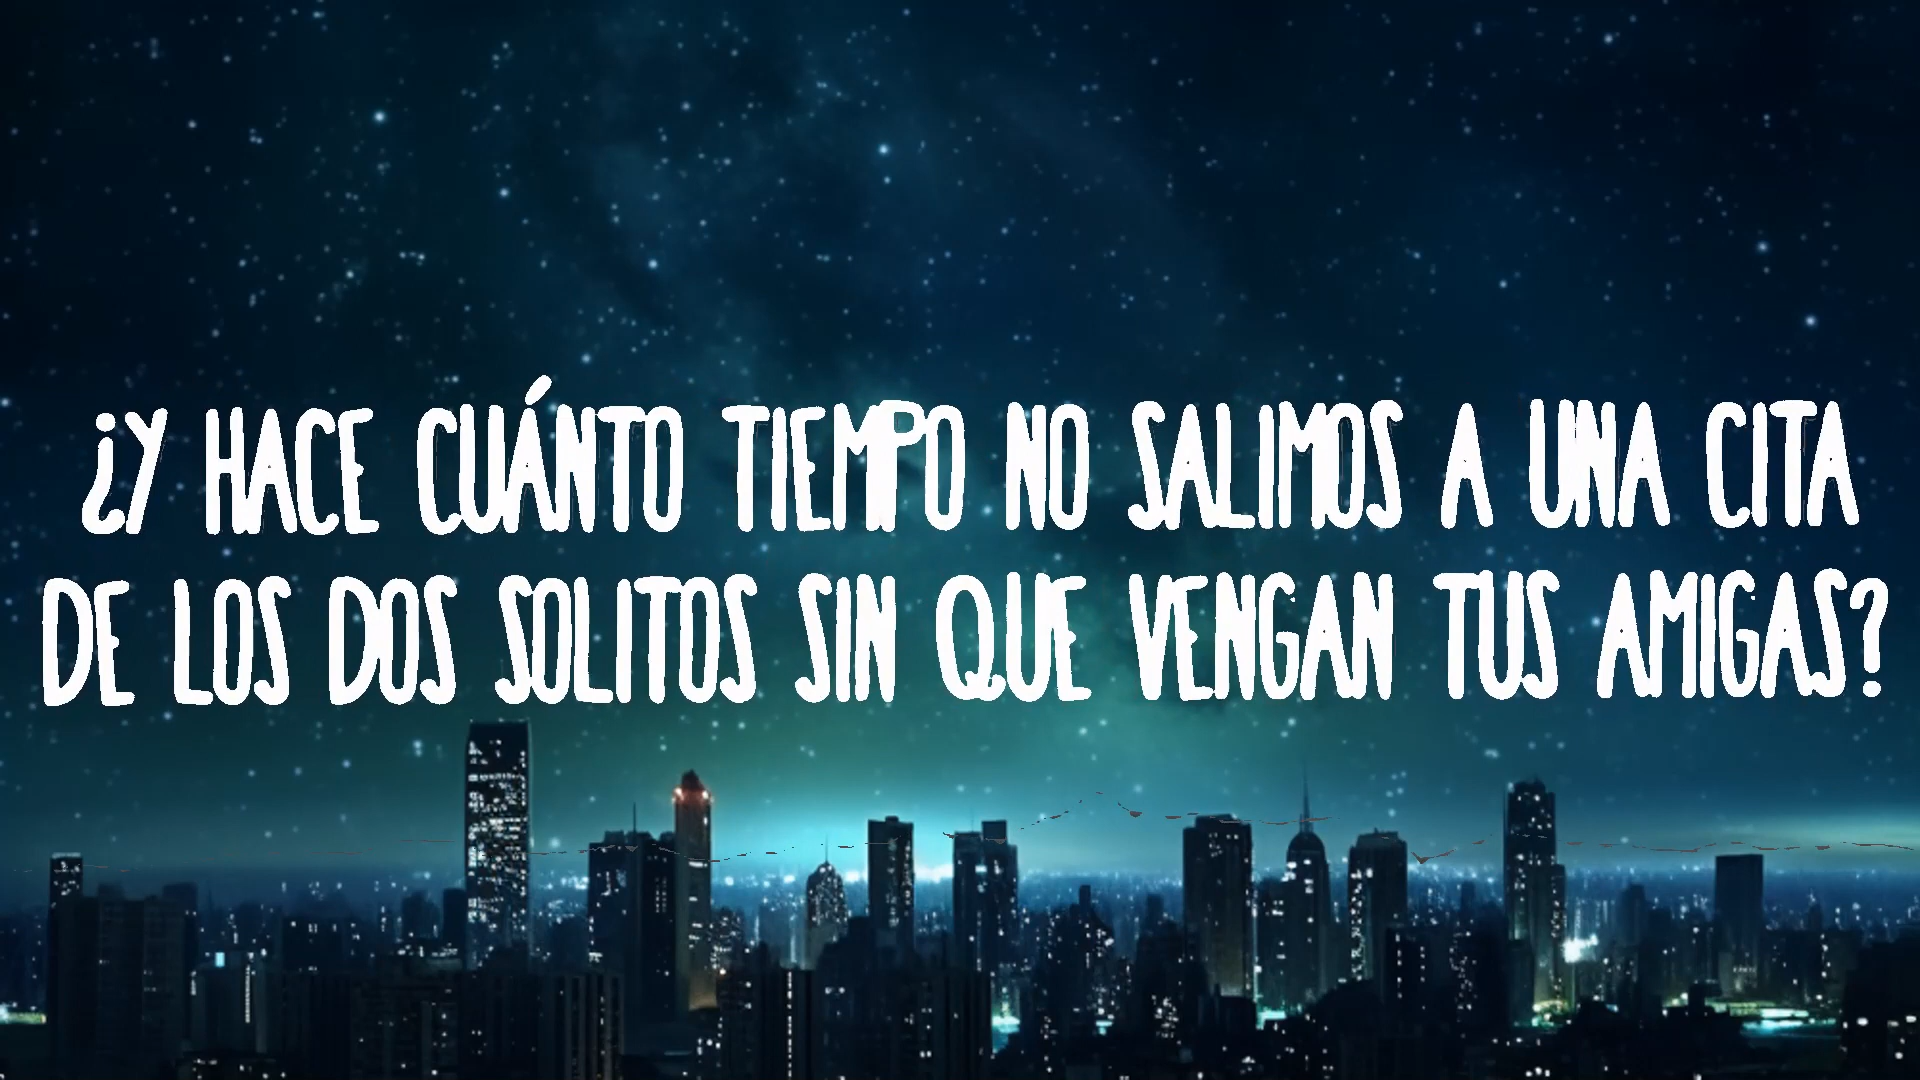 ¿Y HACE CUÁNTO TIEMPO NO SALIMOS A UNA CITA
DE LOS DOS SOLITOS SIN QUE VENGAN TUS AMIGAS?